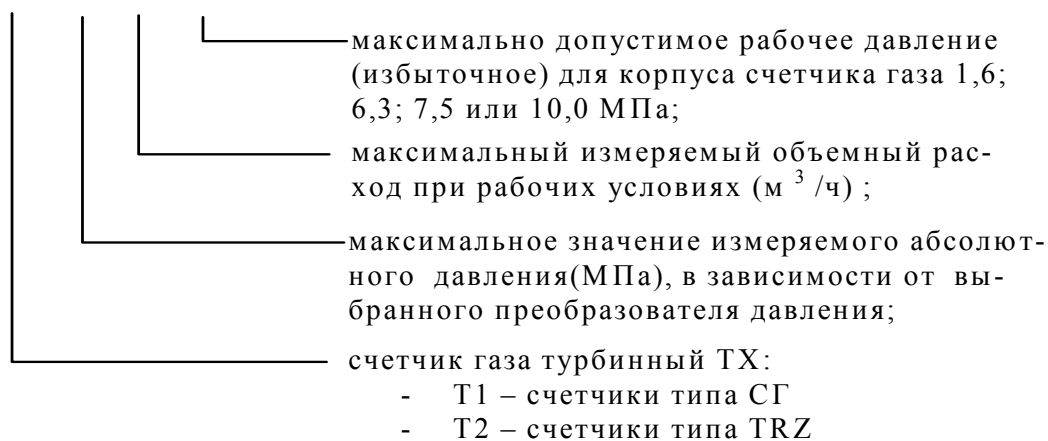 максимально допустимое рабочее давление
(избыточное) для корпуса счетчика газа 1,6;
6,3; 7,5 или 10,0 МПа;
максимальный измеряемый объемный рас-
ход при рабочих условиях (м ³ /ч) ;
максимальное значение измеряемого абсолют-
ного давления(МПа), в зависимости от вы-
бранного преобразователя давления;
счетчик газа турбинный ТХ:
- Т1 – счетчики типа СГ
- Т2 – счетчики типа TRZ